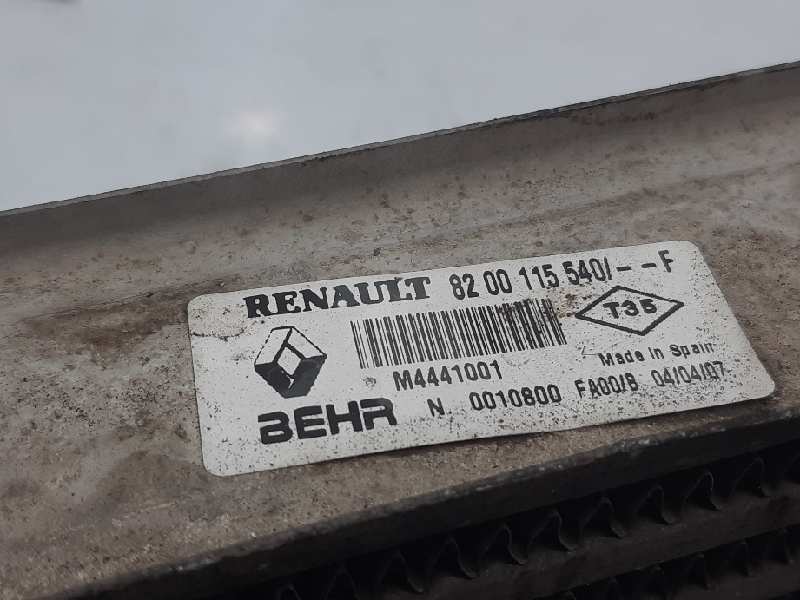 RENAULT 82 00 115 540/--F
T35
M4441001
Made in Spain
BEHR N 0010800 FA00/B 04/04/07